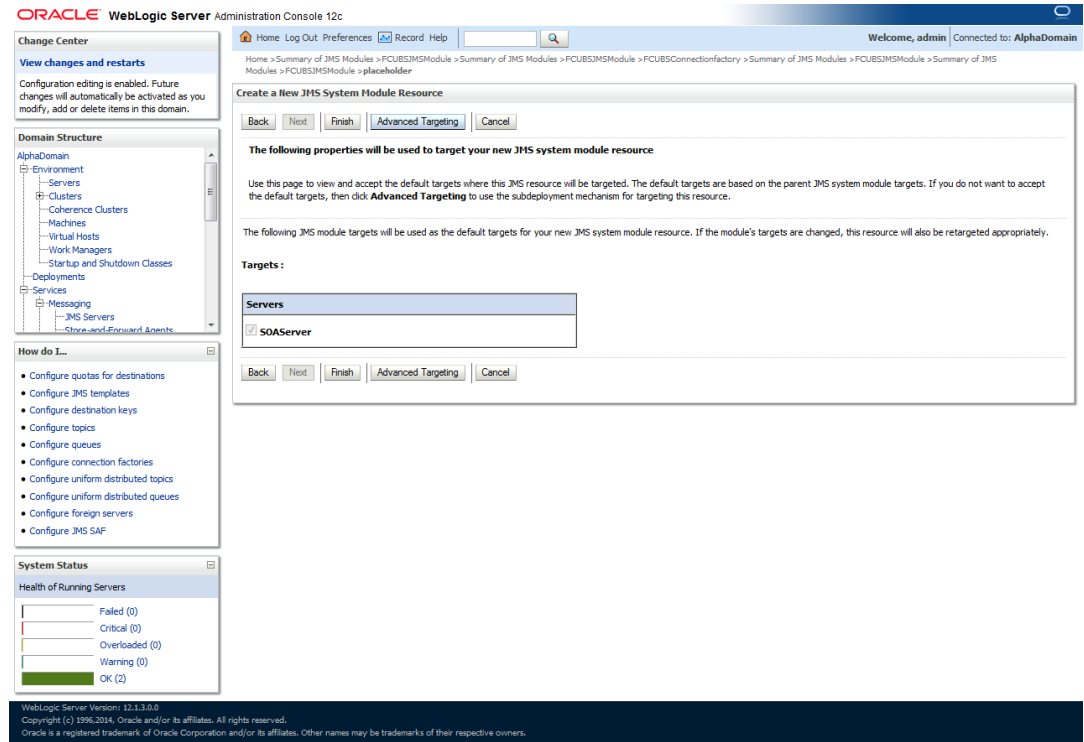 ORACLE WebLogic Server Administration Console 12c
Change Center
View changes and restarts
Configuration editing is enabled. Future
changes will automatically be activated as you
modify, add or delete items in this domain.
Domain Structure
AlphaDomain
Environment
Servers
Clusters
Coherence Clusters
Machines
Virtual Hosts
Work Managers
Startup and Shutdown Classes
Deployments
Services
Messaging
JMS Servers
Store-and-Forward Agents
How do I...
Configure quotas for destinations
Configure JMS templates
Configure destination keys
Configure topics
Configure queues
Configure connection factories
Configure uniform distributed topics
Configure uniform distributed queues
Configure foreign servers
Configure JMS SAF
System Status
Health of Running Servers
Failed (0)
Critical (0)
Overloaded (0)
Warning (0)
OK (2)
Home Log Out Preferences Record Help
Welcome, admin Connected to: AlphaDomain
Home >Summary of JMS Modules >FCUBSJMSModule >Summary of JMS Modules >FCUBSJMSModule >FCUBSConnectionfactory >Summary of JMS Modules >FCUBSJMSModule >Summary of JMS
Modules >FCUBSJMSModule >placeholder
Create a New JMS System Module Resource
Back Next Finish Advanced Targeting Cancel
The following properties will be used to target your new JMS system module resource
Use this page to view and accept the default targets where this JMS resource will be targeted. The default targets are based on the parent JMS system module targets. If you do not want to accept
the default targets, then click Advanced Targeting to use the subdeployment mechanism for targeting this resource.
The following JMS module targets will be used as the default targets for your new JMS system module resource. If the module's targets are changed, this resource will also be retargeted appropriately.
Targets :
Servers
SOAServer
Back Next Finish Advanced Targeting Cancel
WebLogic Server Version: 12.1.3.0.0
Copyright (c) 1996,2014, Oracle and/or its affiliates. All rights reserved.
Oracle is a registered trademark of Oracle Corporation and/or its affiliates. Other names may be trademarks of their respective owners.